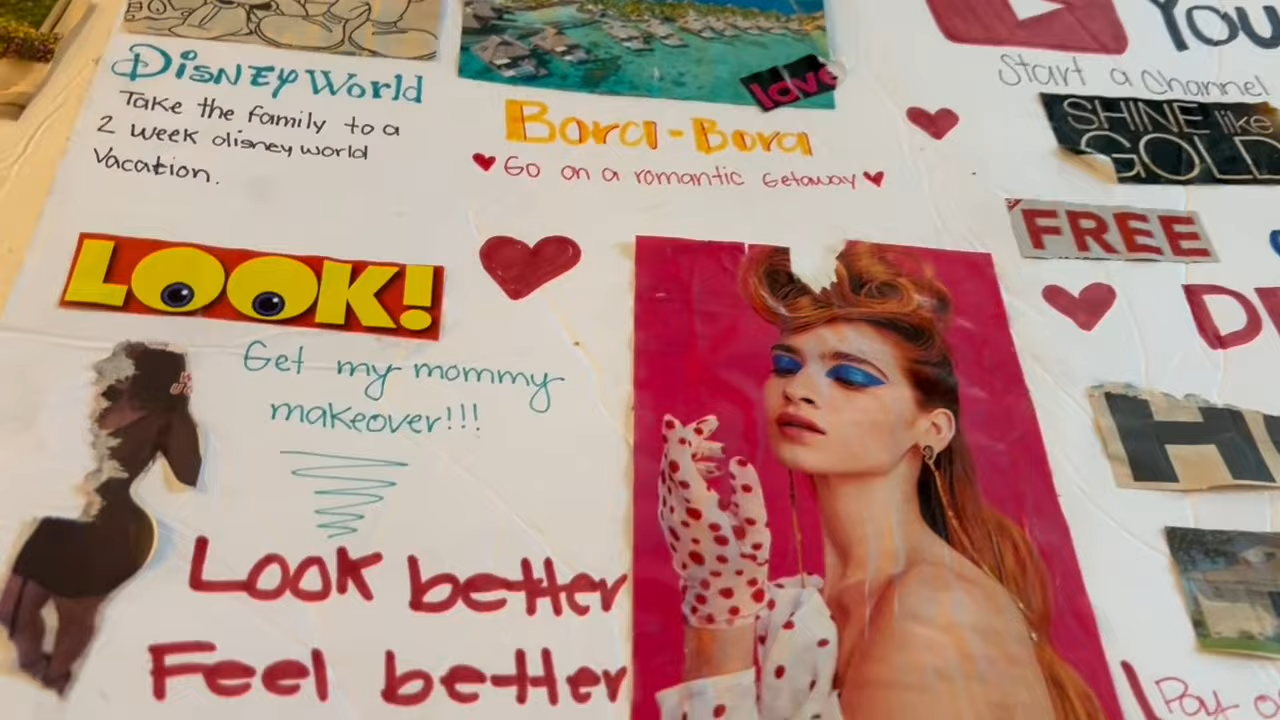 Disney World
Take the family to a
2 week disney world
Vacation.
love
Bora-Bora
Go on a romantic Getaway
You
Start a Channel
SHINE like
GOLD
FREE
LOOK!
Get my mommy
makeover!!!
Look better
Feel better